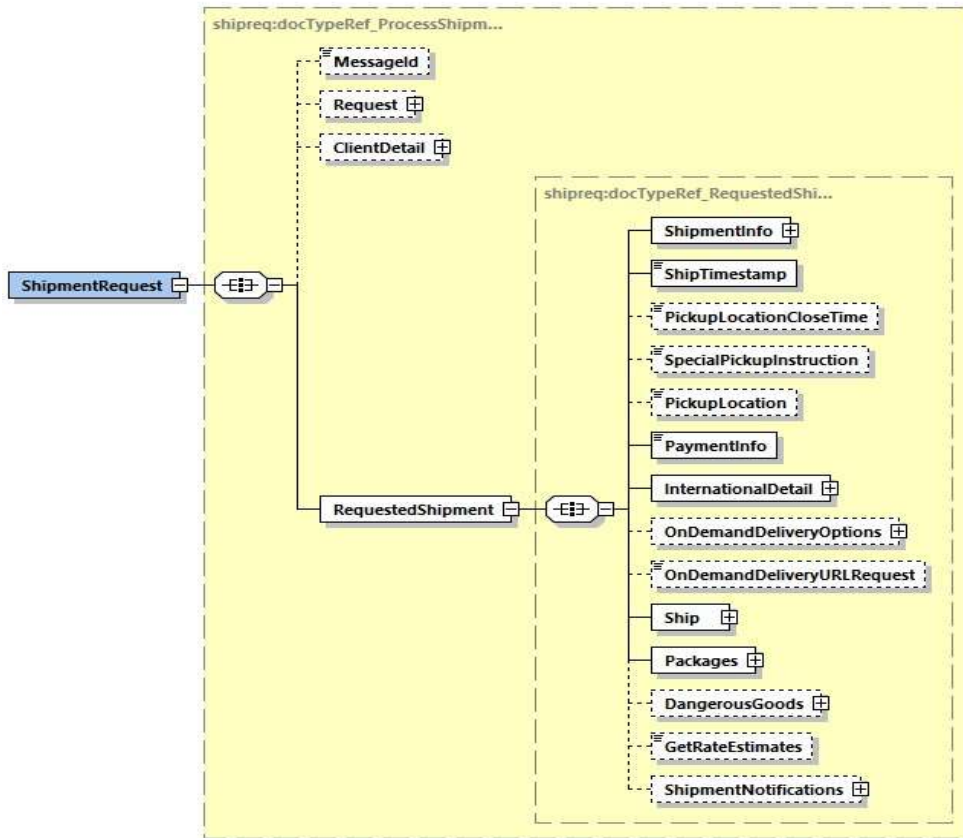 shipreq:docTypeRef_ProcessShipm...
MessageId
Request
ClientDetail
shipreq:docTypeRef_RequestedShi...
ShipmentInfo
ShipmentRequest
ShipTimestamp
PickupLocationCloseTime
SpecialPickupInstruction
PickupLocation
PaymentInfo
InternationalDetail
RequestedShipment
OnDemandDeliveryOptions
OnDemandDeliveryURLRequest
Ship
Packages
DangerousGoods
GetRateEstimates
ShipmentNotifications